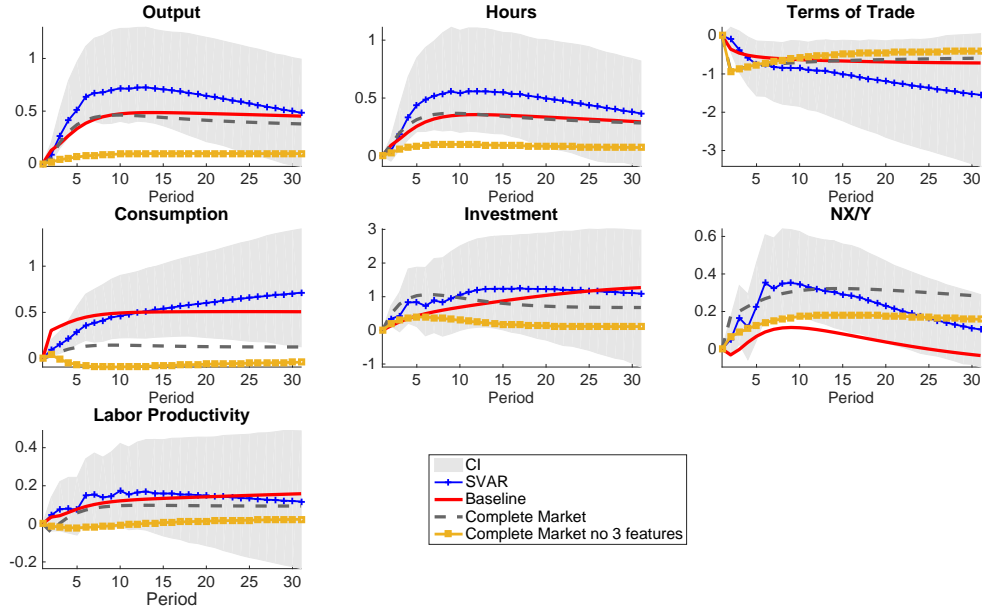 Output
1
0.5
0
5 10 15 20 25 30
Period
Hours
1
0.5
0
5 10 15 20 25 30
Period
Terms of Trade
0
-1
-2
-3
5 10 15 20 25 30
Period
Consumption
1
0.5
0
5 10 15 20 25 30
Period
Investment
3
2
1
0
-1
5 10 15 20 25 30
Period
NX/Y
0.6
0.4
0.2
0
5 10 15 20 25 30
Period
Labor Productivity
0.4
0.2
0
-0.2
5 10 15 20 25 30
Period
CI
SVAR
Baseline
Complete Market
Complete Market no 3 features